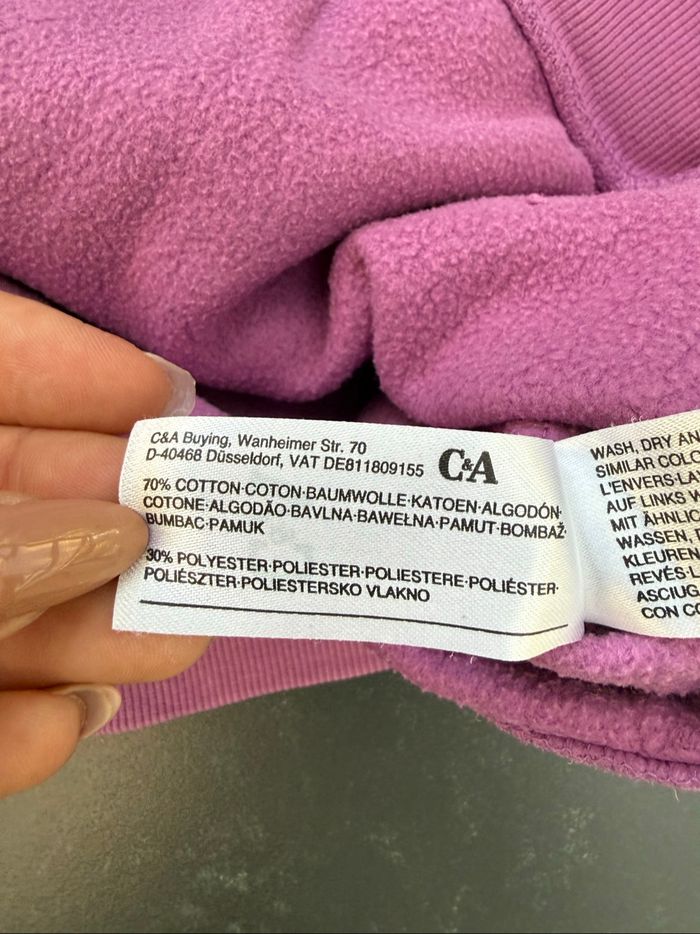 C&A Buying, Wanheimer Str. 70
D-40468 Düsseldorf, VAT DE811809155
C&A
70% COTTON·COTON·BAUMWOLLE·KATOEN·ALGODÓN·
COTONE·ALGODÃO·BAVLNA·BAWEŁNA·PAMUT·BOMBAŽ·
BUMBAC·PAMUK
30% POLYESTER·POLIESTER·POLIESTERE·POLIÉSTER·
POLIÉSZTER·POLIESTERSKO VLAKNO
WASH, DRY AN
SIMILAR COLO
L'ENVERS·LA
AUF LINKS W
MIT ÄHNLIC
WASSEN, D
KLEUREN
REVÉS·L
ASCIUG
CON CO